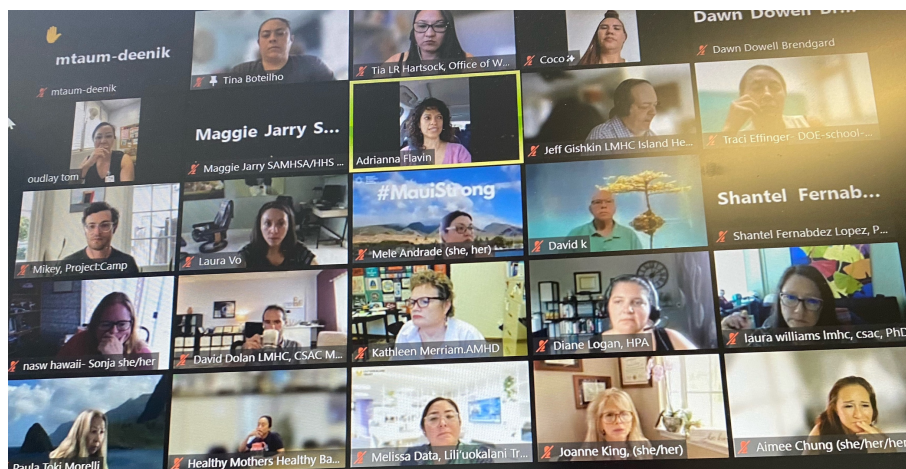 mtaum-deenik
mtaum-deenik
Tina Boteilho
Tia LR Hartsock, Office of W...
Coco
Dawn Dowell Br...
Dawn Dowell Brendgard
oudlay tom
Maggie Jarry S...
Maggie Jarry SAMHSA/HHS ...
Adrianna Flavin
Jeff Gishkin LMHC Island He...
Traci Effinger- DOE-school-...
Mikey, Project:Camp
Laura Vo
#MauiStrong
Mele Andrade (she, her)
David k
Shantel Fernab...
Shantel Fernabdez Lopez, P...
nasw hawaii- Sonja she/her
David Dolan LMHC, CSAC M...
Kathleen Merriam.AMHD
Diane Logan, HPA
laura williams lmhc, csac, PhD
Paula Toki Morelli
Healthy Mothers Healthy Ba...
Melissa Data, Lili'uokalani Tr...
Joanne King, (she/her)
Aimee Chung (she/her/her